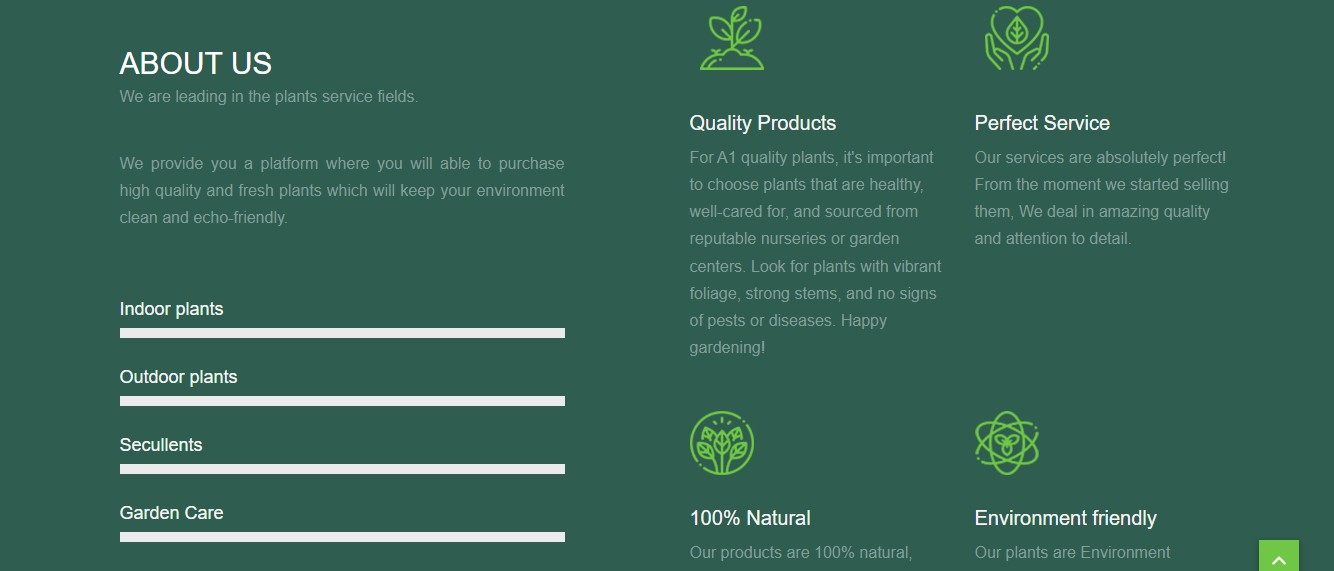 ABOUT US
We are leading in the plants service fields.
We provide you a platform where you will able to purchase
high quality and fresh plants which will keep your environment
clean and echo-friendly.
Indoor plants
Outdoor plants
Secullents
Garden Care
Quality Products
For A1 quality plants, it's important
to choose plants that are healthy,
well-cared for, and sourced from
reputable nurseries or garden
centers. Look for plants with vibrant
foliage, strong stems, and no signs
of pests or diseases. Happy
gardening!
Perfect Service
Our services are absolutely perfect!
From the moment we started selling
them, We deal in amazing quality
and attention to detail.
100% Natural
Our products are 100% natural,
Environment friendly
Our plants are Environment